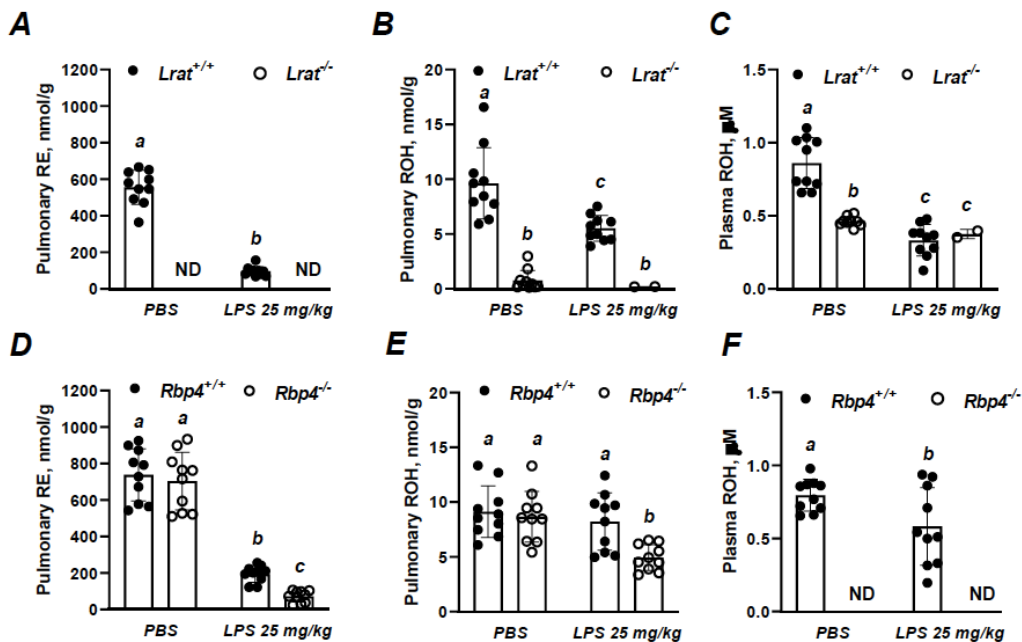 A
Lrat+/+ Lrat-/-
Pulmonary RE, nmol/g
1200
1000
800
600
400
200
0
a
ND
b
ND
PBS LPS 25 mg/kg
B
Lrat+/+ Lrat-/-
Pulmonary ROH, nmol/g
20
15
10
5
0
a
b
c
b
PBS LPS 25 mg/kg
C
Lrat+/+ Lrat-/-
Plasma ROH, M
1.5
1.0
0.5
0.0
a
b
c
c
PBS LPS 25 mg/kg
D
Rbp4+/+ Rbp4-/-
Pulmonary RE, nmol/g
1200
1000
800
600
400
200
0
a
a
b
c
PBS LPS 25 mg/kg
E
Rbp4+/+ Rbp4-/-
Pulmonary ROH, nmol/g
20
15
10
5
0
a
a
a
b
PBS LPS 25 mg/kg
F
Rbp4+/+ Rbp4-/-
Plasma ROH, M
1.5
1.0
0.5
0.0
a
ND
b
ND
PBS LPS 25 mg/kg